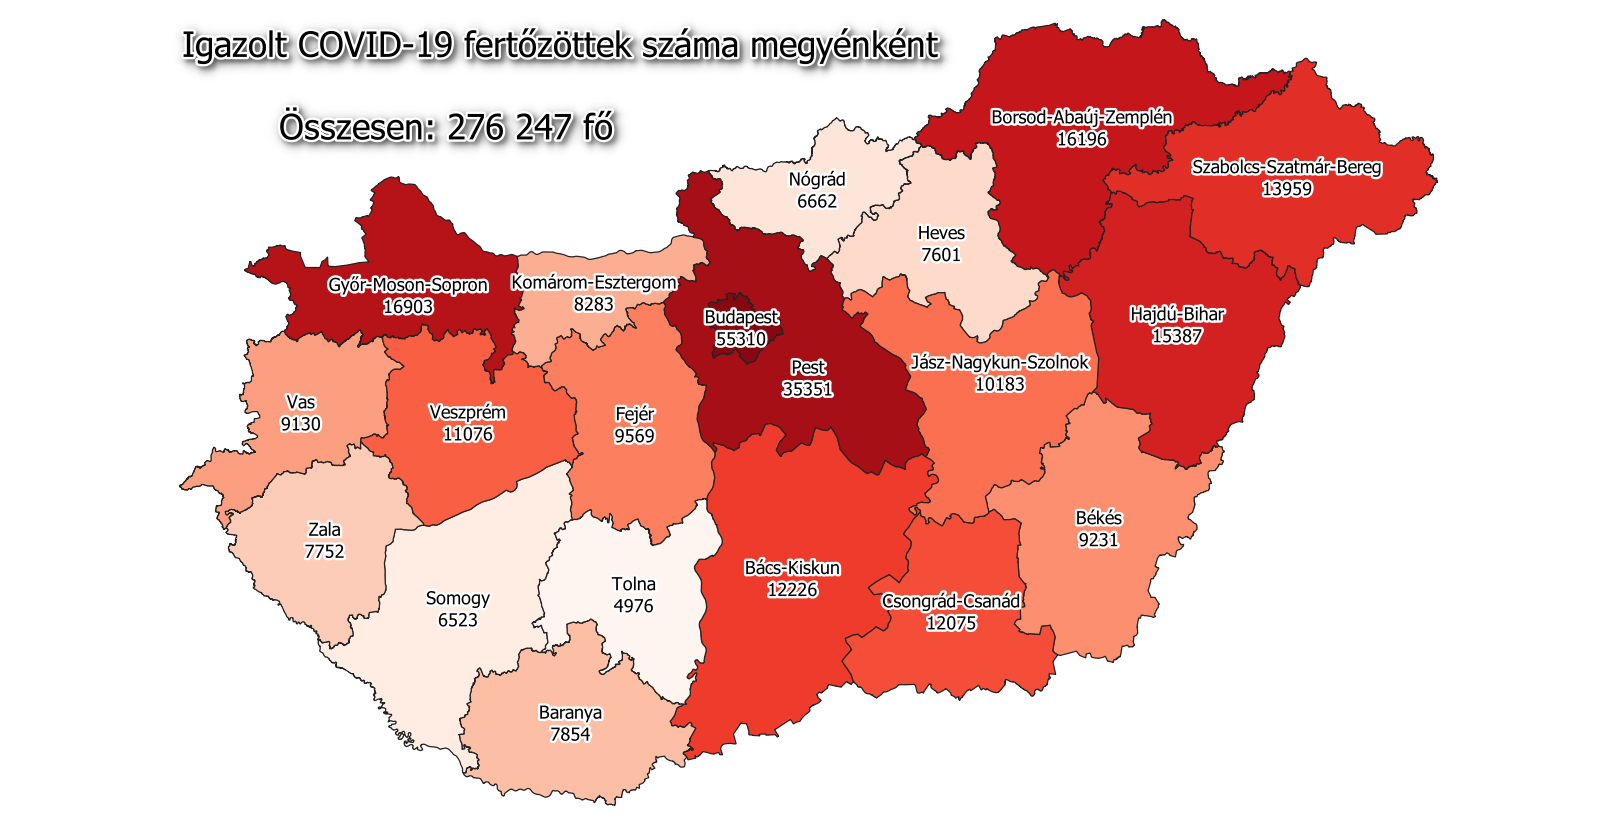 Igazolt COVID-19 fertőzöttek száma megyénként
Összesen: 276 247 fő
Borsod-Abaúj-Zemplén
16196
Szabolcs-Szatmár-Bereg
13959
Nógrád
6662
Heves
7601
Győr-Moson-Sopron
16903
Komárom-Esztergom
8283
Budapest
55310
Pest
35351
Hajdú-Bihar
15387
Jász-Nagykun-Szolnok
10183
Vas
9130
Veszprém
11076
Fejér
9569
Zala
7752
Békés
9231
Somogy
6523
Tolna
4976
Bács-Kiskun
12226
Csongrád-Csanád
12075
Baranya
7854